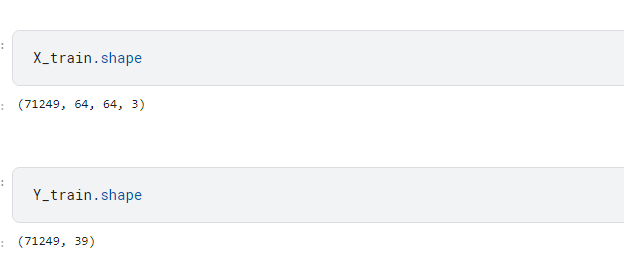 :
X_train.shape
:
(71249, 64, 64, 3)
:
Y_train.shape
:
(71249, 39)